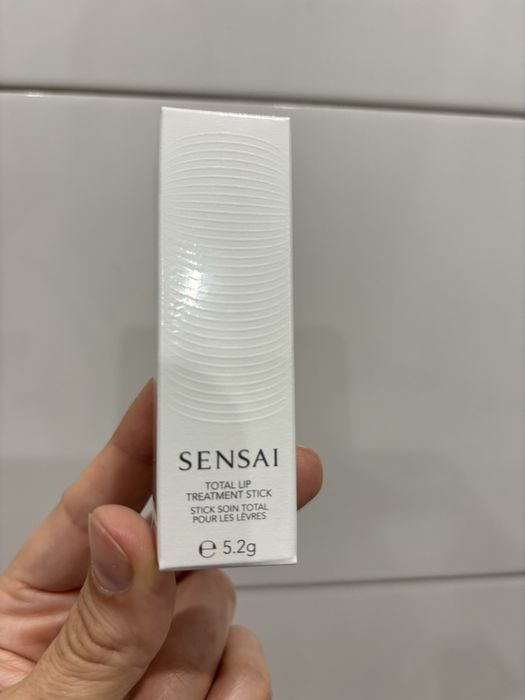 SENSAI
TOTAL LIP
TREATMENT STICK
STICK SOIN TOTAL
POUR LES LÈVRES
℮ 5.2g